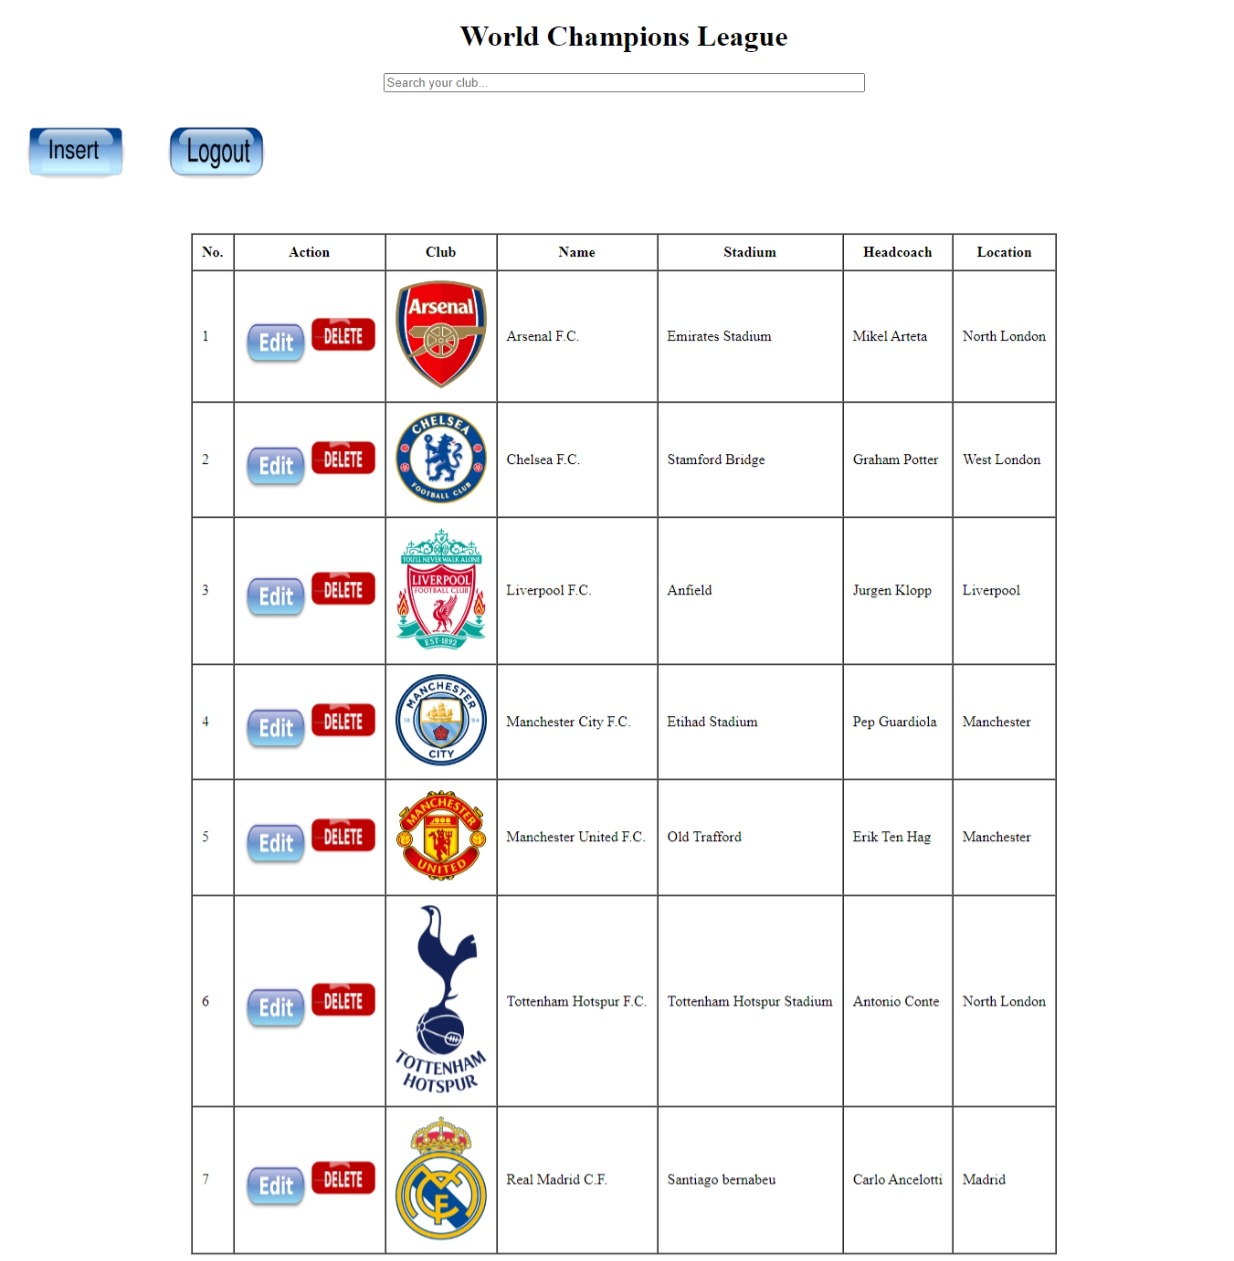 World Champions League
Search your club...
Insert Logout
No. Action Club Name Stadium Headcoach Location
1 Edit DELETE Arsenal Arsenal F.C. Emirates Stadium Mikel Arteta North London
2 Edit DELETE CHELSEA FOOTBALL CLUB Chelsea F.C. Stamford Bridge Graham Potter West London
3 Edit DELETE YOU'LL NEVER WALK ALONE LIVERPOOL FOOTBALL CLUB EST·1892 Liverpool F.C. Anfield Jurgen Klopp Liverpool
4 Edit DELETE MANCHESTER CITY Manchester City F.C. Etihad Stadium Pep Guardiola Manchester
5 Edit DELETE MANCHESTER UNITED Manchester United F.C. Old Trafford Erik Ten Hag Manchester
6 Edit DELETE TOTTENHAM HOTSPUR Tottenham Hotspur F.C. Tottenham Hotspur Stadium Antonio Conte North London
7 Edit DELETE Real Madrid C.F. Santiago bernabeu Carlo Ancelotti Madrid